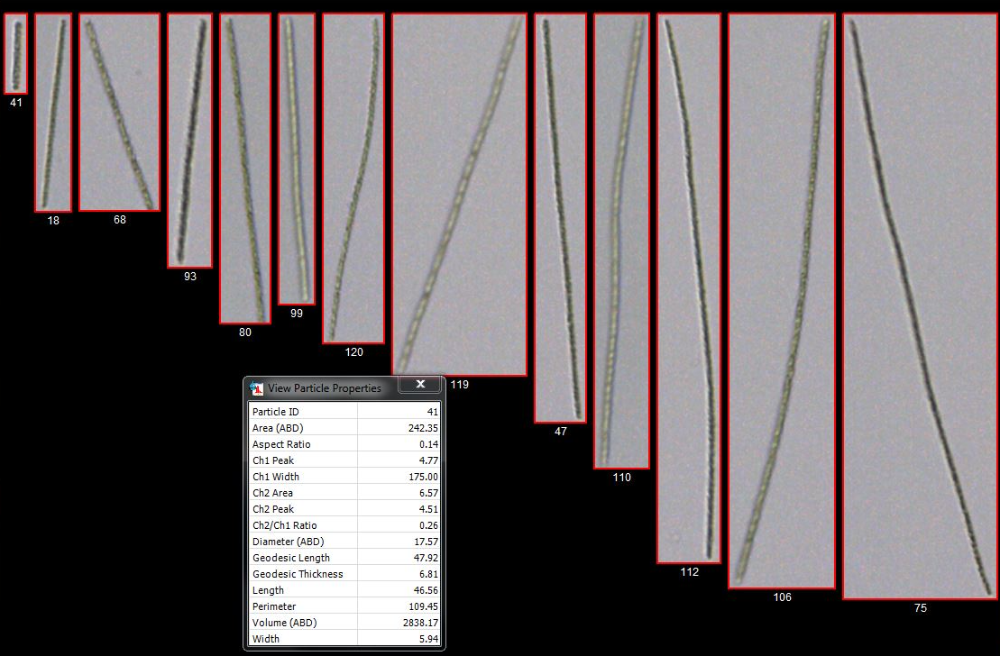 41
18
68
93
80
99
120
119
47
110
112
106
75
View Particle Properties
Particle ID 41
Area (ABD) 242.35
Aspect Ratio 0.14
Ch1 Peak 4.77
Ch1 Width 175.00
Ch2 Area 6.57
Ch2 Peak 4.51
Ch2/Ch1 Ratio 0.26
Diameter (ABD) 17.57
Geodesic Length 47.92
Geodesic Thickness 6.81
Length 46.56
Perimeter 109.45
Volume (ABD) 2838.17
Width 5.94